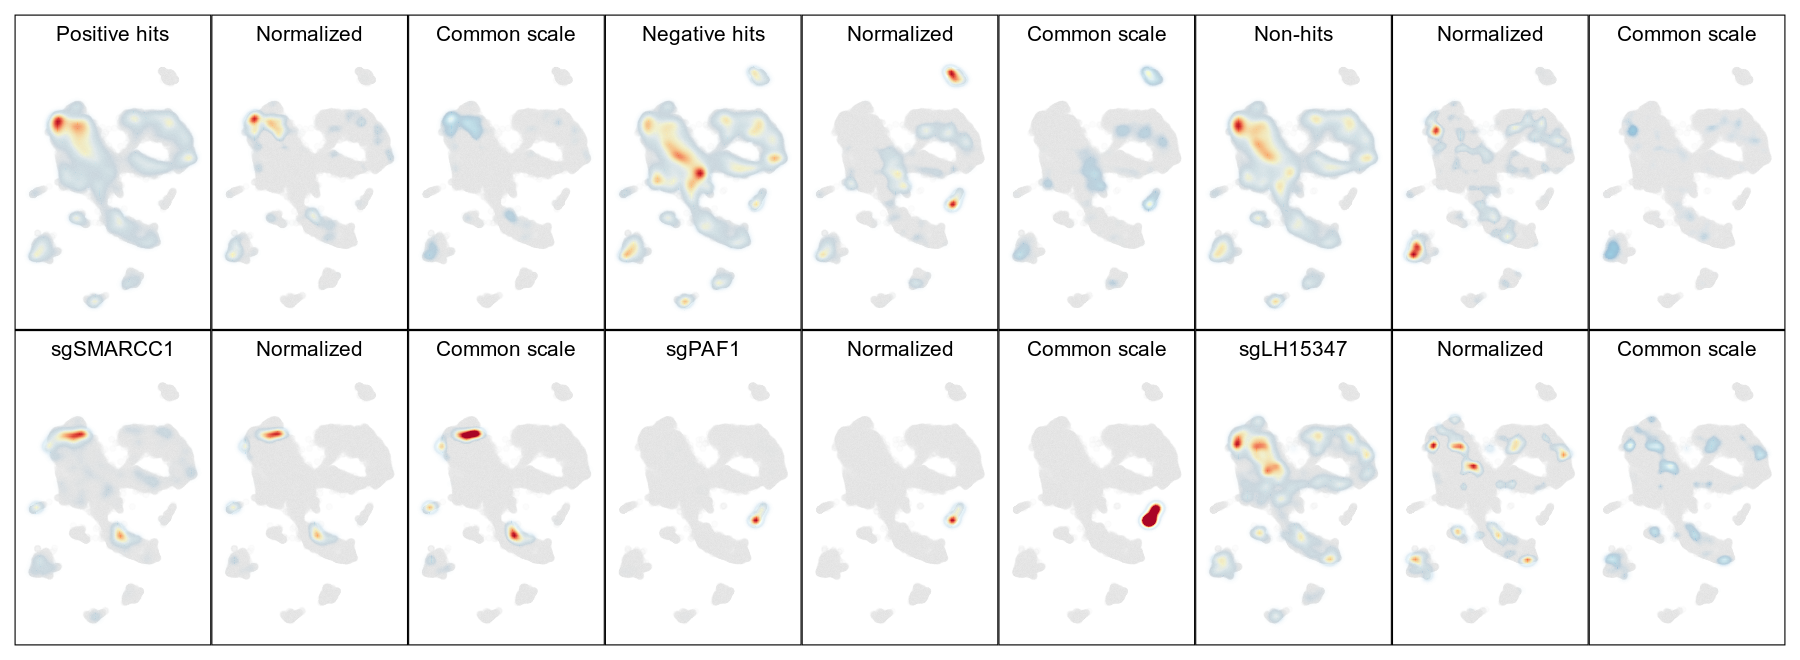 Positive hits
Normalized
Common scale
Negative hits
Normalized
Common scale
Non-hits
Normalized
Common scale
sgSMARCC1
Normalized
Common scale
sgPAF1
Normalized
Common scale
sgLH15347
Normalized
Common scale